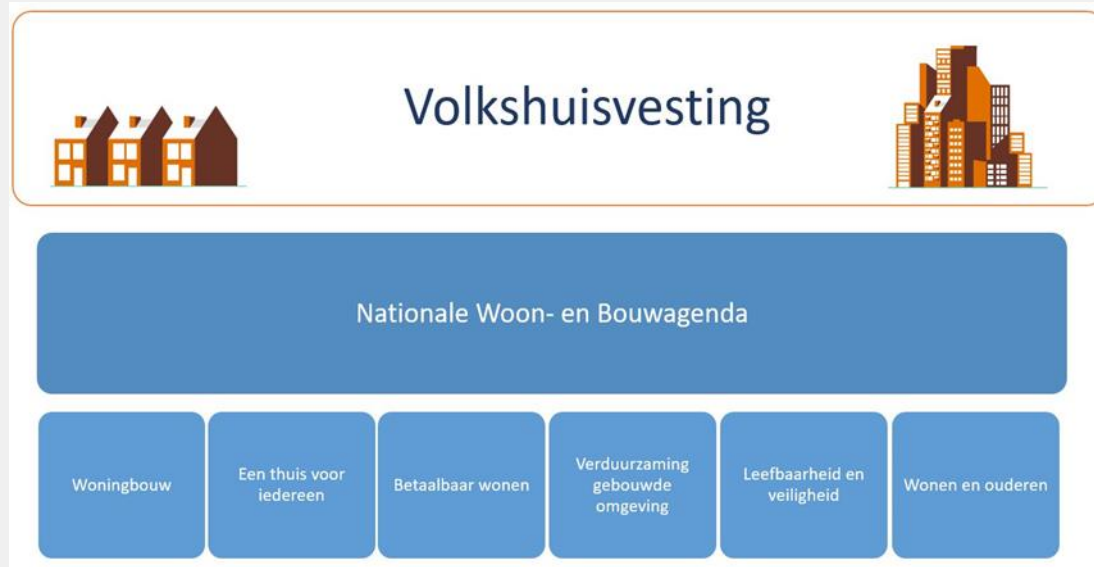 Volkshuisvesting
Nationale Woon- en Bouwagenda
Woningbouw
Een thuis voor
iedereen
Betaalbaar wonen
Verduurzaming
gebouwde
omgeving
Leefbaarheid en
veiligheid
Wonen en ouderen